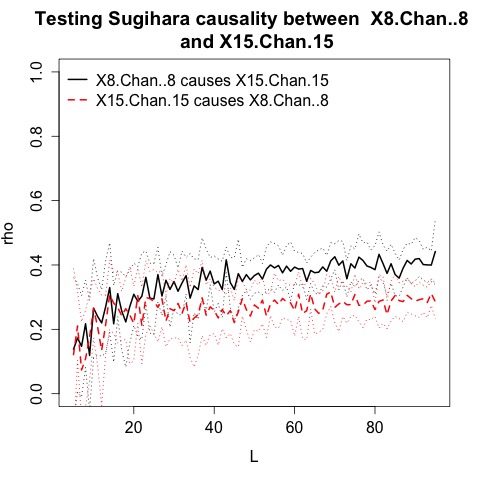 Testing Sugihara causality between  X8.Chan..8
and X15.Chan.15
X8.Chan..8 causes X15.Chan.15
X15.Chan.15 causes X8.Chan..8
rho
1.0
0.8
0.6
0.4
0.2
0.0
20 40 60 80
L